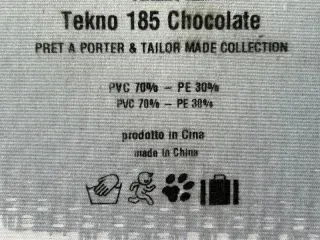 Tekno 185 Chocolate
PRET A PORTER & TAILOR MADE COLLECTION
PVC 70% – PE 30%
PVC 70% – PE 30%
prodotto in Cina
made in China